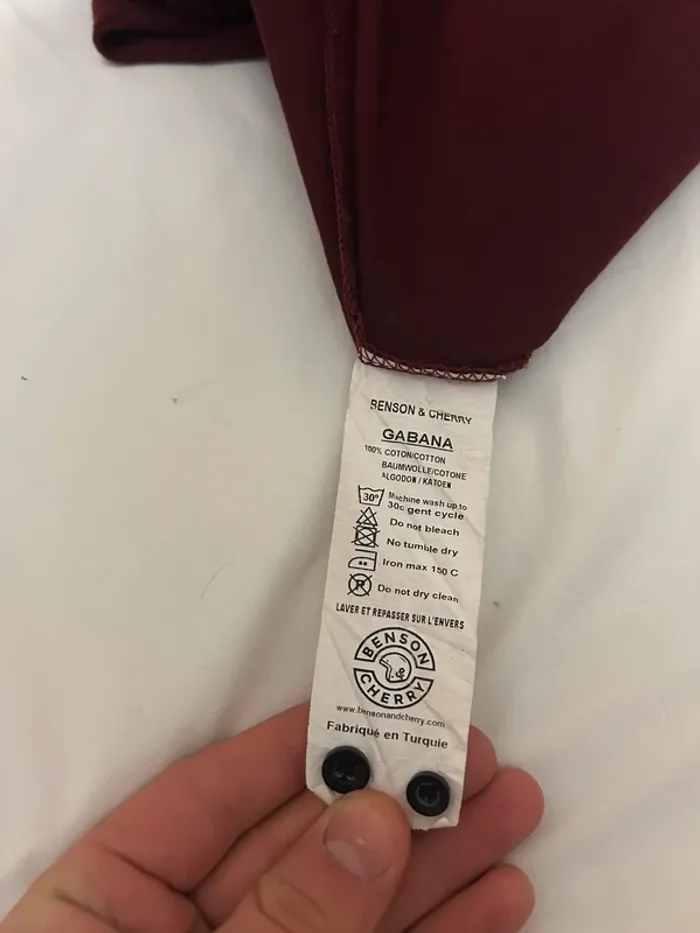 BENSON & CHERRY
GABANA
100% COTON/COTTON
BAUMWOLLE/COTONE
ALGODON / KATOEN
30° Machine wash up to
30c gent cycle
Do not bleach
No tumble dry
Iron max 150 C
P Do not dry clean
LAVER ET REPASSER SUR L'ENVERS
BENSON
CHERRY
www.bensonandcherry.com
Fabriqué en Turquie